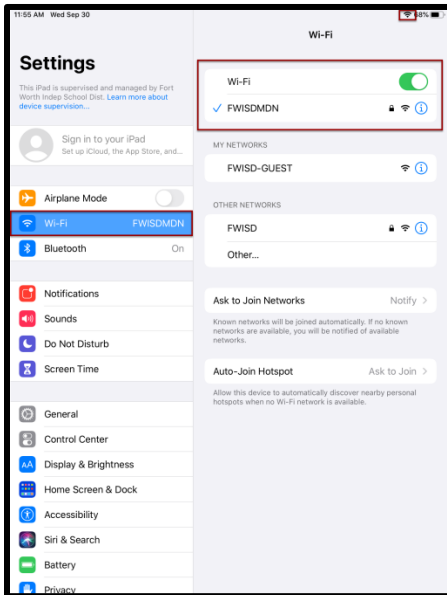 11:55 AM Wed Sep 30
68%
Settings
This iPad is supervised and managed by Fort
Worth Indep School Dist. Learn more about
device supervision...
Sign in to your iPad
Set up iCloud, the App Store, and...
Airplane Mode
Wi-Fi FWISDMDN
Bluetooth On
Notifications
Sounds
Do Not Disturb
Screen Time
General
Control Center
AA Display & Brightness
Home Screen & Dock
Accessibility
Siri & Search
Battery
Privacy
Wi-Fi
Wi-Fi
FWISDMDN
MY NETWORKS
FWISD-GUEST
OTHER NETWORKS
FWISD
Other...
Ask to Join Networks Notify
Known networks will be joined automatically. If no known
networks are available, you will be notified of available
networks.
Auto-Join Hotspot Ask to Join
Allow this device to automatically discover nearby personal
hotspots when no Wi-Fi network is available.